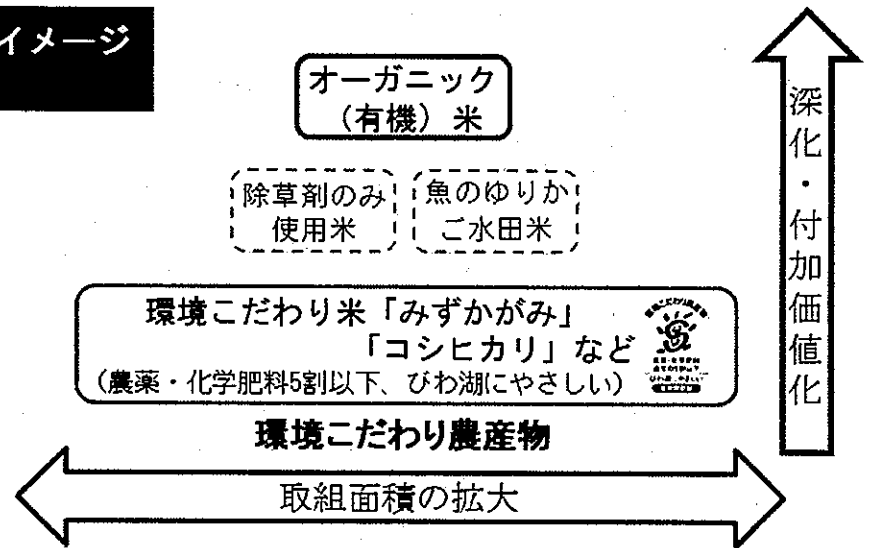 イメージ
オーガニック
（有機）米
除草剤のみ
使用米
魚のゆりか
ご水田米
環境こだわり米「みずかがみ」
「コシヒカリ」など
（農薬・化学肥料5割以下、びわ湖にやさしい）
環境こだわり農産物
取組面積の拡大
深化・付加価値化